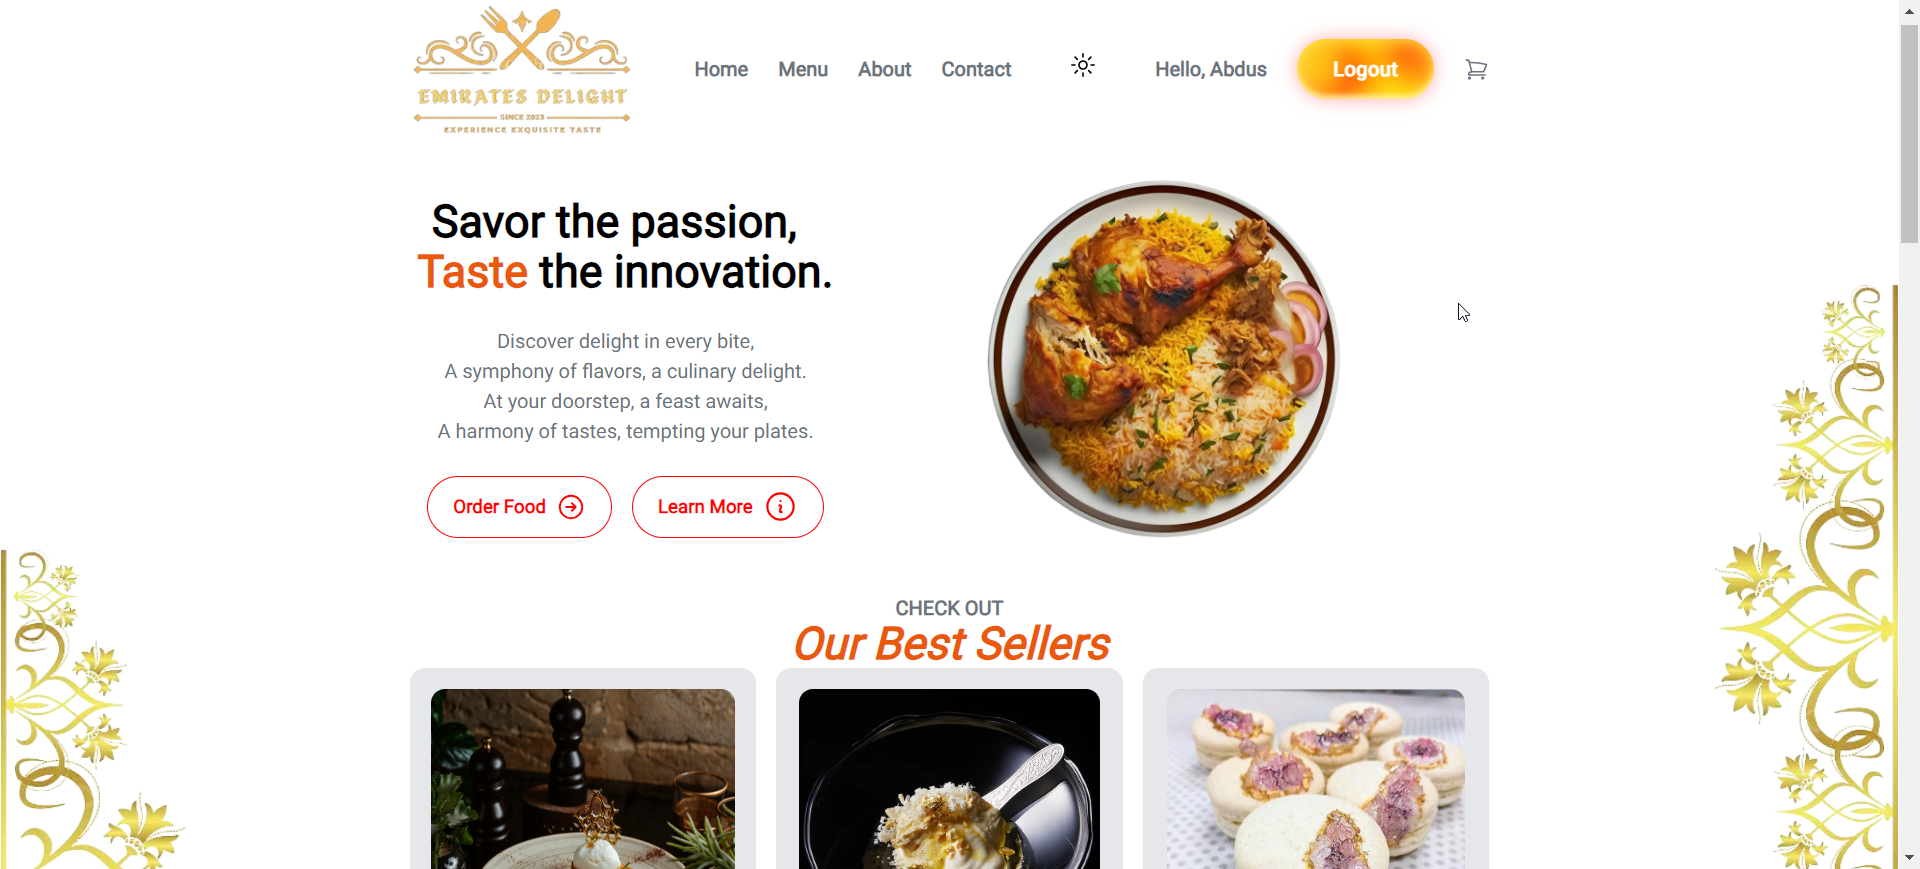 EMIRATES DELIGHT
SINCE 2023
EXPERIENCE EXQUISITE TASTE
Home
Menu
About
Contact
Hello, Abdus
Logout
Savor the passion,
Taste the innovation.
Discover delight in every bite,
A symphony of flavors, a culinary delight.
At your doorstep, a feast awaits,
A harmony of tastes, tempting your plates.
Order Food
Learn More
CHECK OUT
Our Best Sellers